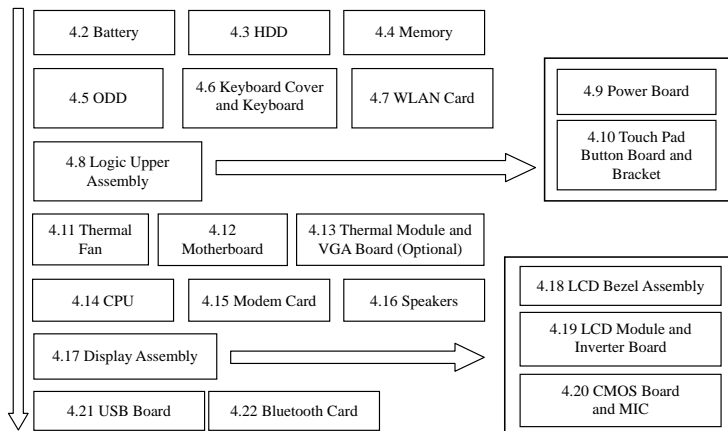 4.2 Battery
4.3 HDD
4.4 Memory
4.5 ODD
4.6 Keyboard Cover
and Keyboard
4.7 WLAN Card
4.8 Logic Upper
Assembly
4.9 Power Board
4.10 Touch Pad
Button Board and
Bracket
4.11 Thermal
Fan
4.12
Motherboard
4.13 Thermal Module and
VGA Board (Optional)
4.14 CPU
4.15 Modem Card
4.16 Speakers
4.17 Display Assembly
4.18 LCD Bezel Assembly
4.19 LCD Module and
Inverter Board
4.20 CMOS Board
and MIC
4.21 USB Board
4.22 Bluetooth Card